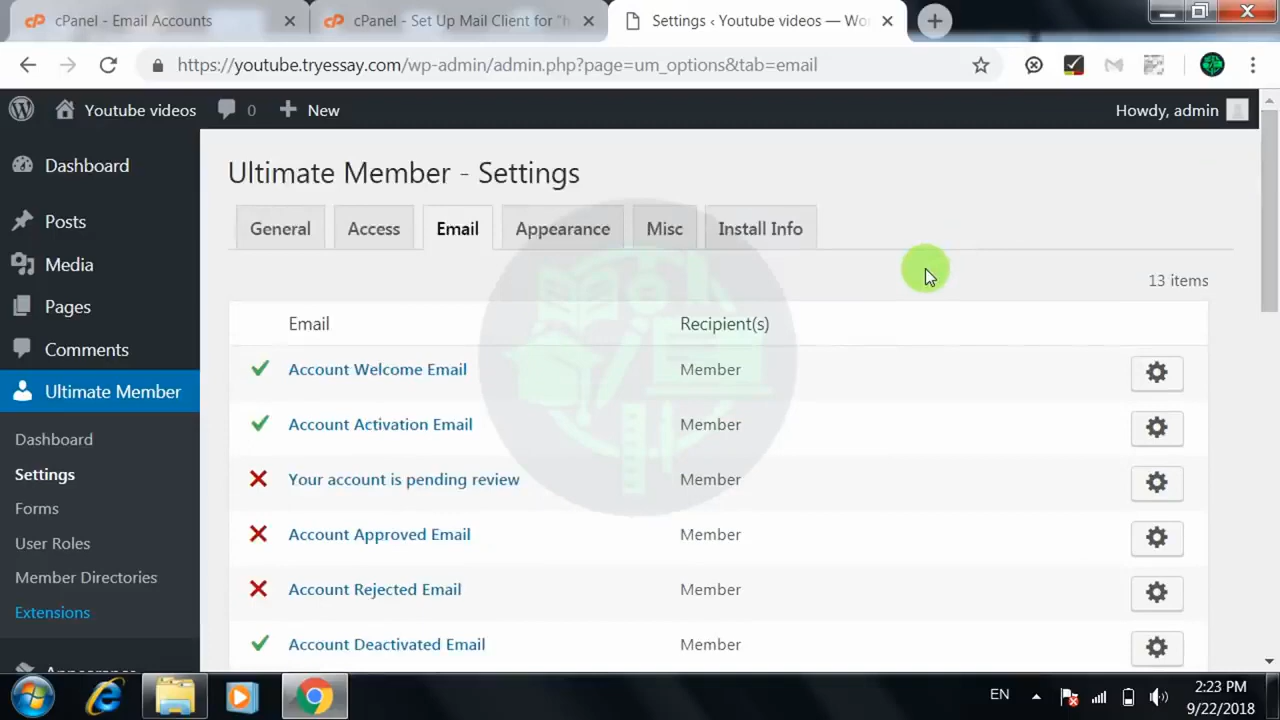 cPanel - Email Accounts
cPanel - Set Up Mail Client for "h
Settings ‹ Youtube videos — Wor
https://youtube.tryessay.com/wp-admin/admin.php?page=um_options&tab=email
Youtube videos
0
New
Howdy, admin
Dashboard
Posts
Media
Pages
Comments
Ultimate Member
Dashboard
Settings
Forms
User Roles
Member Directories
Extensions
Appearance
Ultimate Member - Settings
General
Access
Email
Appearance
Misc
Install Info
13 items
Email
Recipient(s)
Account Welcome Email
Member
Account Activation Email
Member
Your account is pending review
Member
Account Approved Email
Member
Account Rejected Email
Member
Account Deactivated Email
Member
EN
2:23 PM
9/22/2018